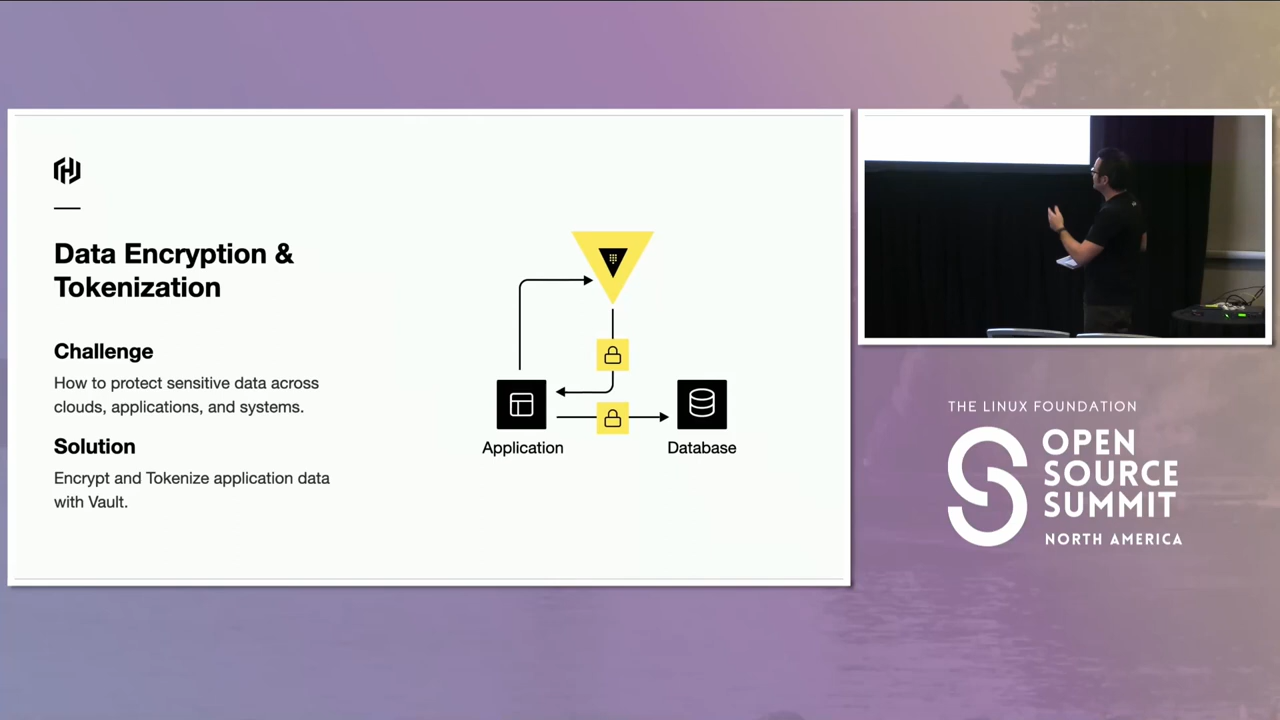 Data Encryption &
Tokenization
Challenge
How to protect sensitive data across
clouds, applications, and systems.
Solution
Encrypt and Tokenize application data
with Vault.
Application
Database
THE LINUX FOUNDATION
OPEN
SOURCE
SUMMIT
NORTH AMERICA